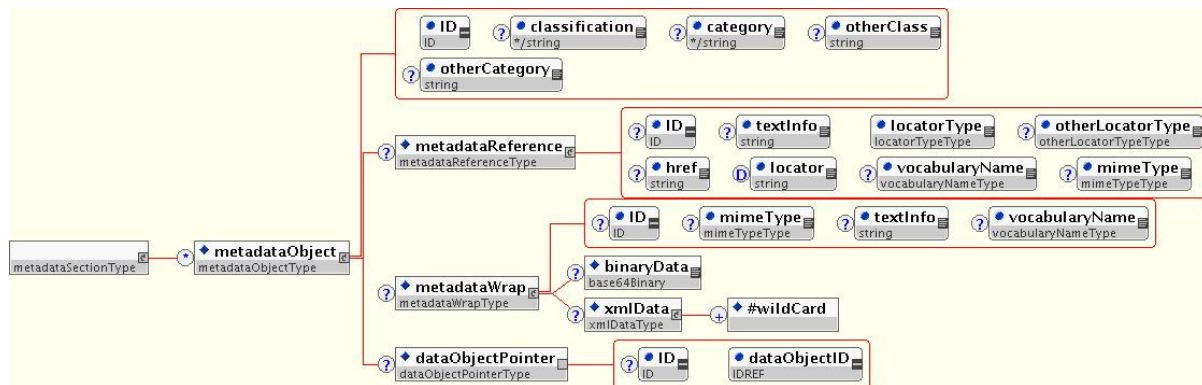 ID
ID
? classification
*/string
? category
*/string
? otherClass
string
? otherCategory
string
? metadataReference
metadataReferenceType
? ID
ID
? textInfo
string
locatorType
locatorTypeType
? otherLocatorType
otherLocatorTypeType
? href
string
D locator
string
? vocabularyName
vocabularyNameType
? mimeType
mimeTypeType
metadataSectionType
* metadataObject
metadataObjectType
? metadataWrap
metadataWrapType
? ID
ID
? mimeType
mimeTypeType
? textInfo
string
? vocabularyName
vocabularyNameType
? binaryData
base64Binary
? xmlData
xmlDataType
+ #wildCard
? dataObjectPointer
dataObjectPointerType
? ID
ID
dataObjectID
IDREF